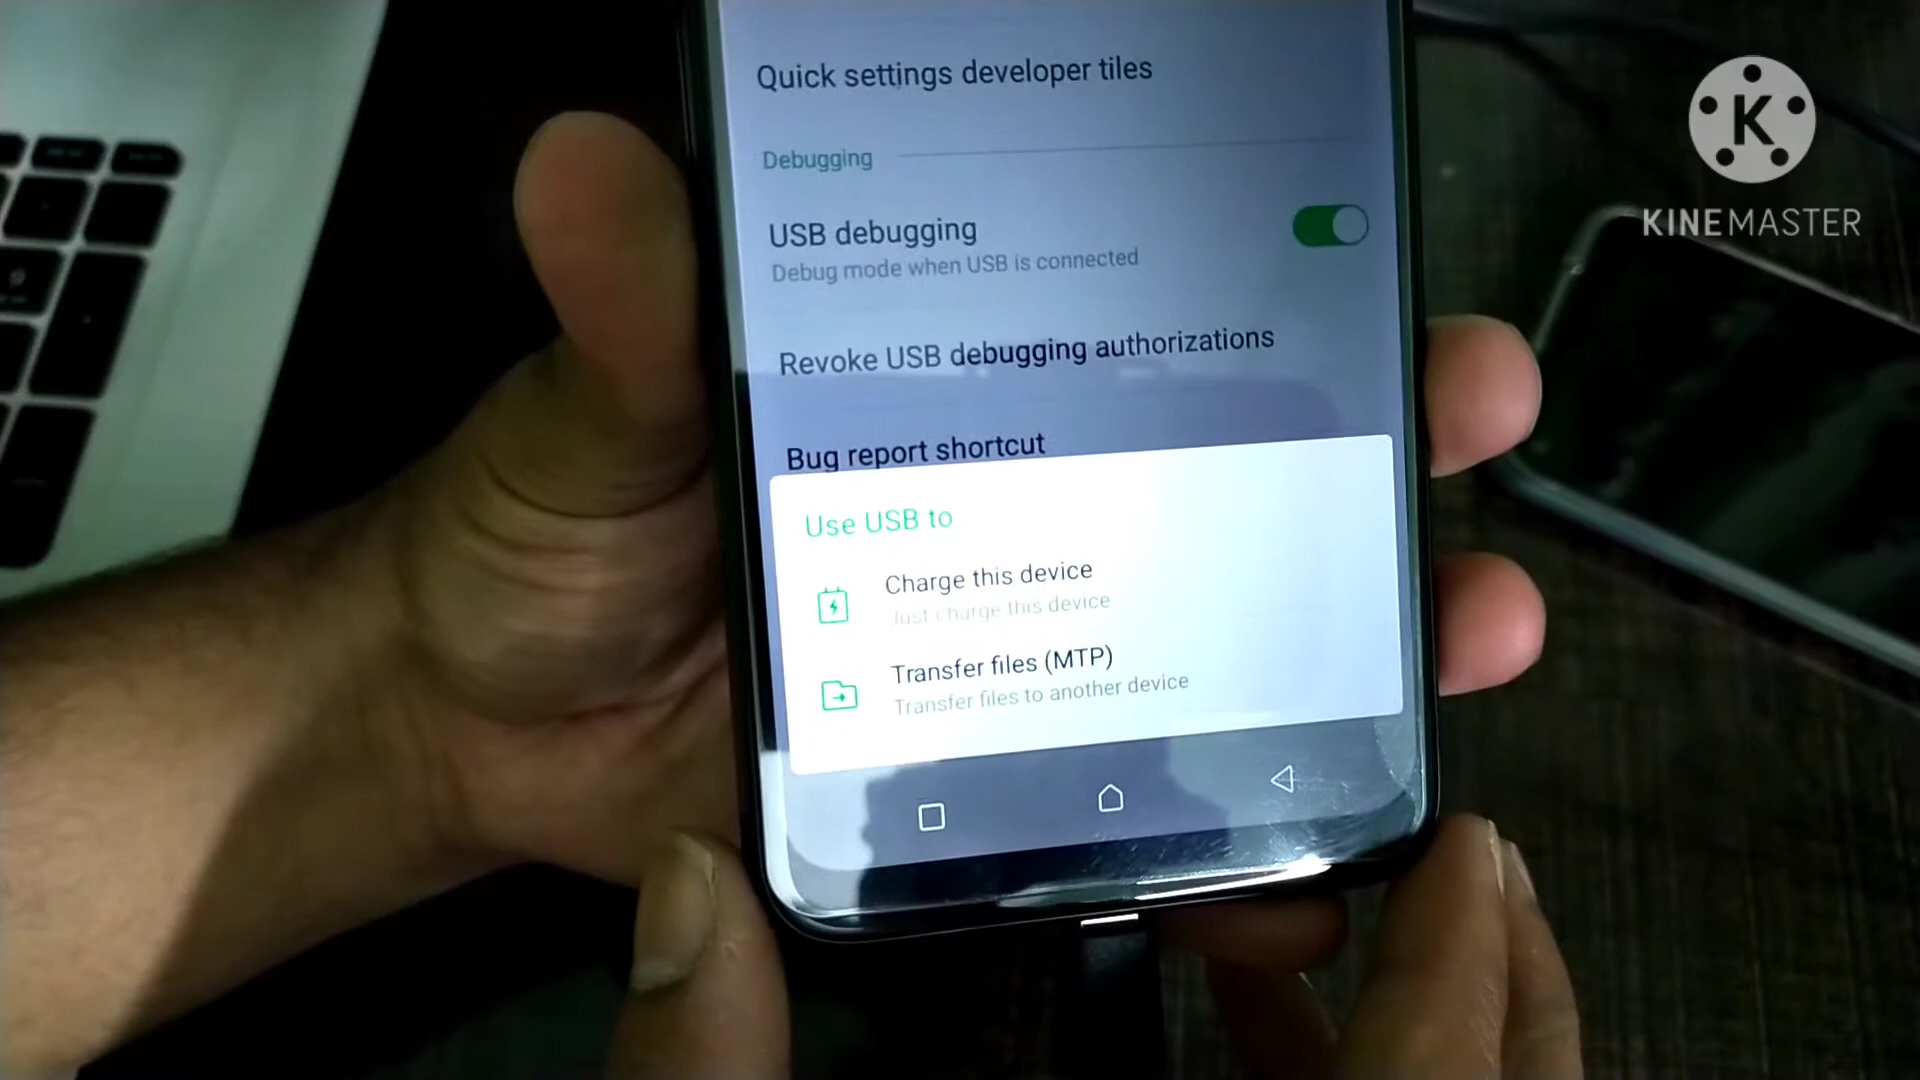 Quick settings developer tiles
Debugging
USB debugging
Debug mode when USB is connected
Revoke USB debugging authorizations
Bug report shortcut
Use USB to
Charge this device
Just charge this device
Transfer files (MTP)
Transfer files to another device
K
KINEMASTER